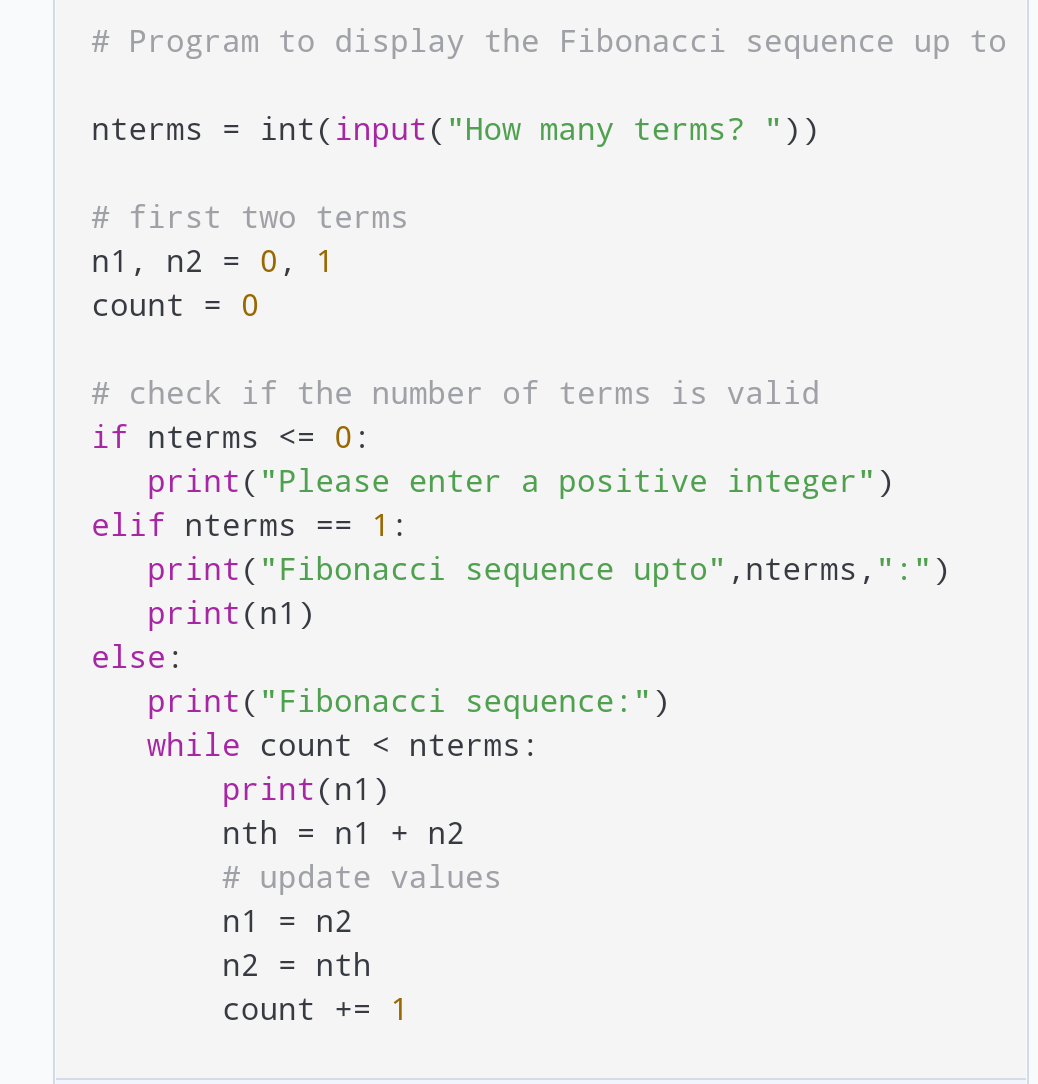 # Program to display the Fibonacci sequence up to
nterms = int(input("How many terms? "))
# first two terms
n1, n2 = 0, 1
count = 0
# check if the number of terms is valid
if nterms <= 0:
   print("Please enter a positive integer")
elif nterms == 1:
   print("Fibonacci sequence upto",nterms,":")
   print(n1)
else:
   print("Fibonacci sequence:")
   while count < nterms:
       print(n1)
       nth = n1 + n2
       # update values
       n1 = n2
       n2 = nth
       count += 1